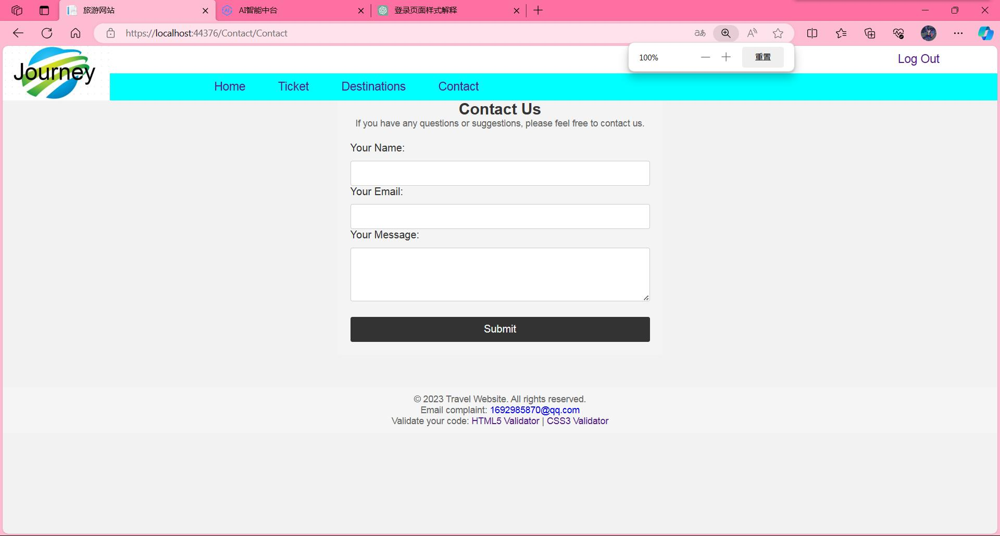 旅游网站
AI智能中台
登录页面样式解释
https://localhost:44376/Contact/Contact
100%
重置
Journey
Log Out
Home Ticket Destinations Contact
Contact Us
If you have any questions or suggestions, please feel free to contact us.
Your Name:
Your Email:
Your Message:
Submit
© 2023 Travel Website. All rights reserved.
Email complaint: 1692985870@qq.com
Validate your code: HTML5 Validator | CSS3 Validator